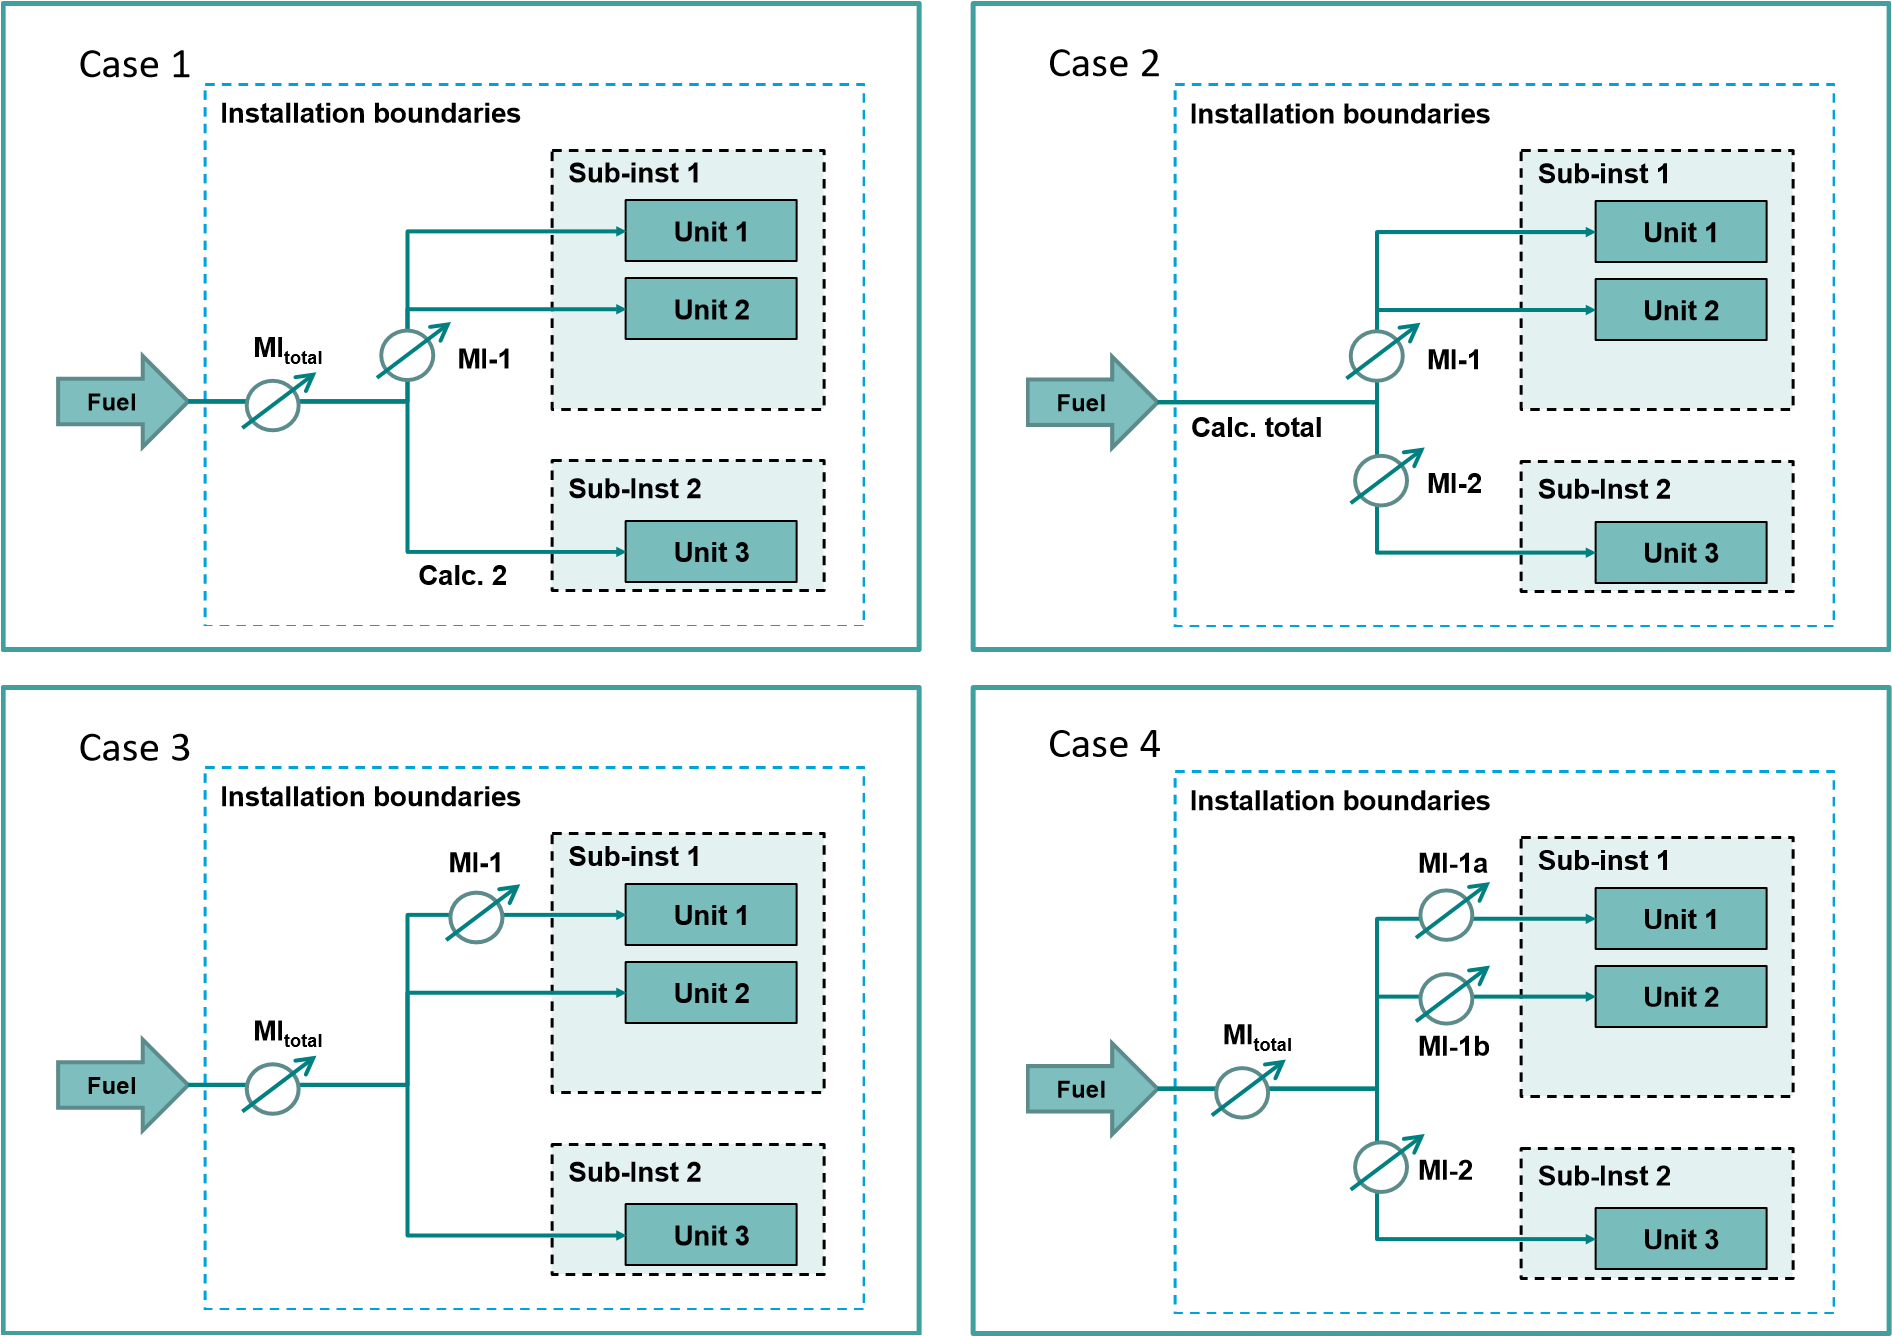 Case 1
Installation boundaries
Sub-inst 1
Unit 1
Unit 2
MI-1
MItotal
Fuel
Sub-Inst 2
Unit 3
Calc. 2
Case 2
Installation boundaries
Sub-inst 1
Unit 1
Unit 2
MI-1
Fuel
Calc. total
MI-2
Sub-Inst 2
Unit 3
Case 3
Installation boundaries
MI-1
Sub-inst 1
Unit 1
Unit 2
MItotal
Fuel
Sub-Inst 2
Unit 3
Case 4
Installation boundaries
MI-1a
Sub-inst 1
Unit 1
Unit 2
MI-1b
MItotal
Fuel
MI-2
Sub-Inst 2
Unit 3